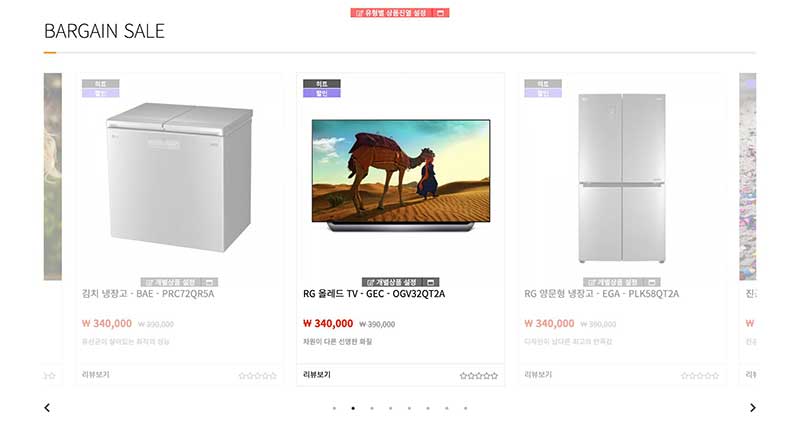 유형별 상품진열 설정
BARGAIN SALE
히트
할인
개별상품 설정
김치 냉장고 - BAE - PRC72QR5A
₩ 340,000 ₩ 390,000
유산균이 살아있는 최적의 성능
리뷰보기
히트
할인
개별상품 설정
RG 올레드 TV - GEC - OGV32QT2A
₩ 340,000 ₩ 390,000
차원이 다른 선명한 화질
리뷰보기
히트
할인
개별상품 설정
RG 양문형 냉장고 - EGA - PLK58QT2A
₩ 340,000 ₩ 390,000
디자인이 남다른 최고의 만족감
리뷰보기
₩
리뷰